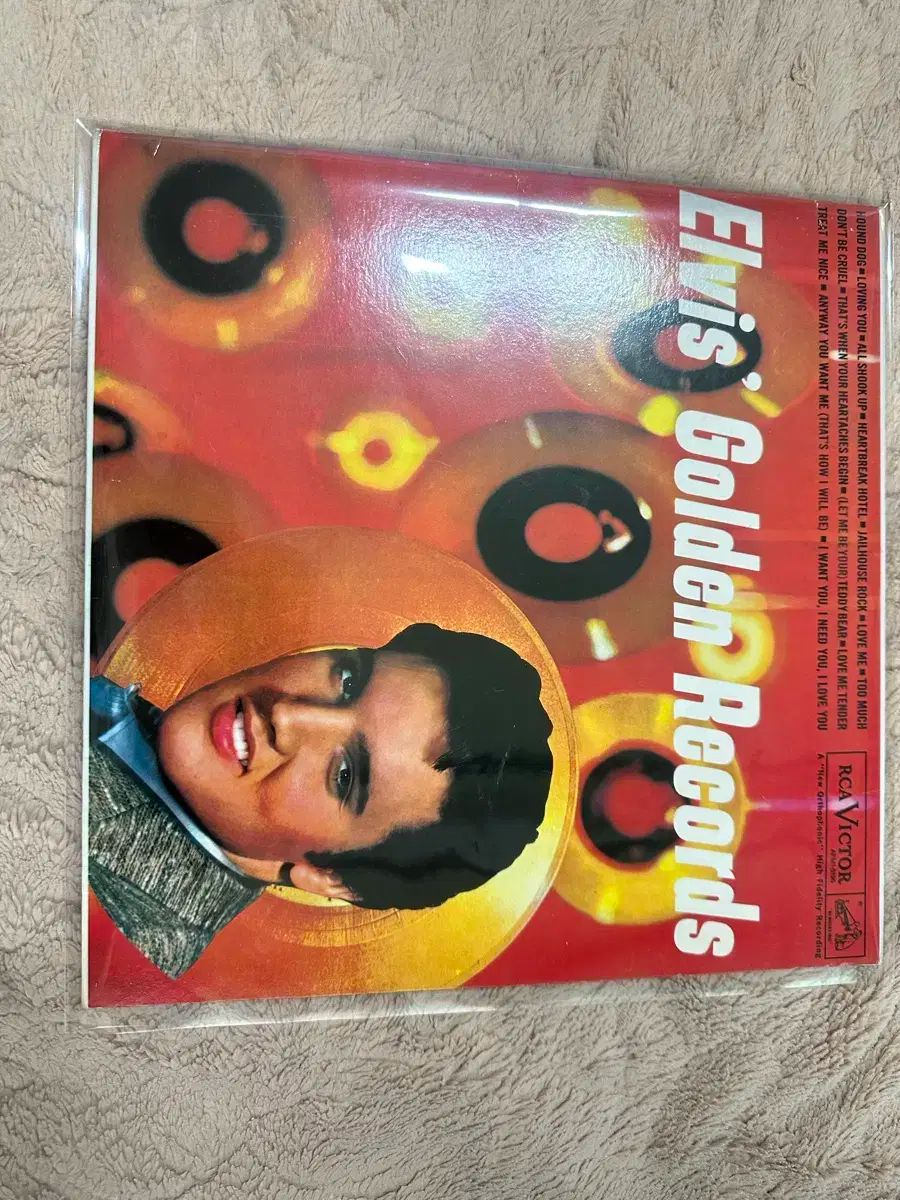 HOUND DOG ■ LOVING YOU ■ ALL SHOOK UP ■ HEARTBREAK HOTEL ■ JAILHOUSE ROCK ■ LOVE ME ■ TOO MUCH
DON'T BE CRUEL ■ THAT'S WHEN YOUR HEARTACHES BEGIN ■ (LET ME BE YOUR) TEDDY BEAR ■ LOVE ME TENDER
TREAT ME NICE ■ ANYWAY YOU WANT ME (THAT'S HOW I WILL BE) ■ I WANT YOU, I NEED YOU, I LOVE YOU
RCA VICTOR
A "New Orthophonic" High Fidelity Recording
Elvis' Golden Records